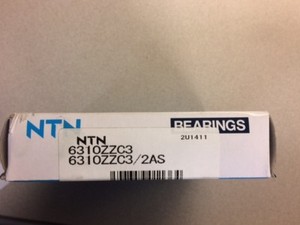 NTN BEARINGS
NTN 2U1411
6310ZZC3
6310ZZC3/2AS